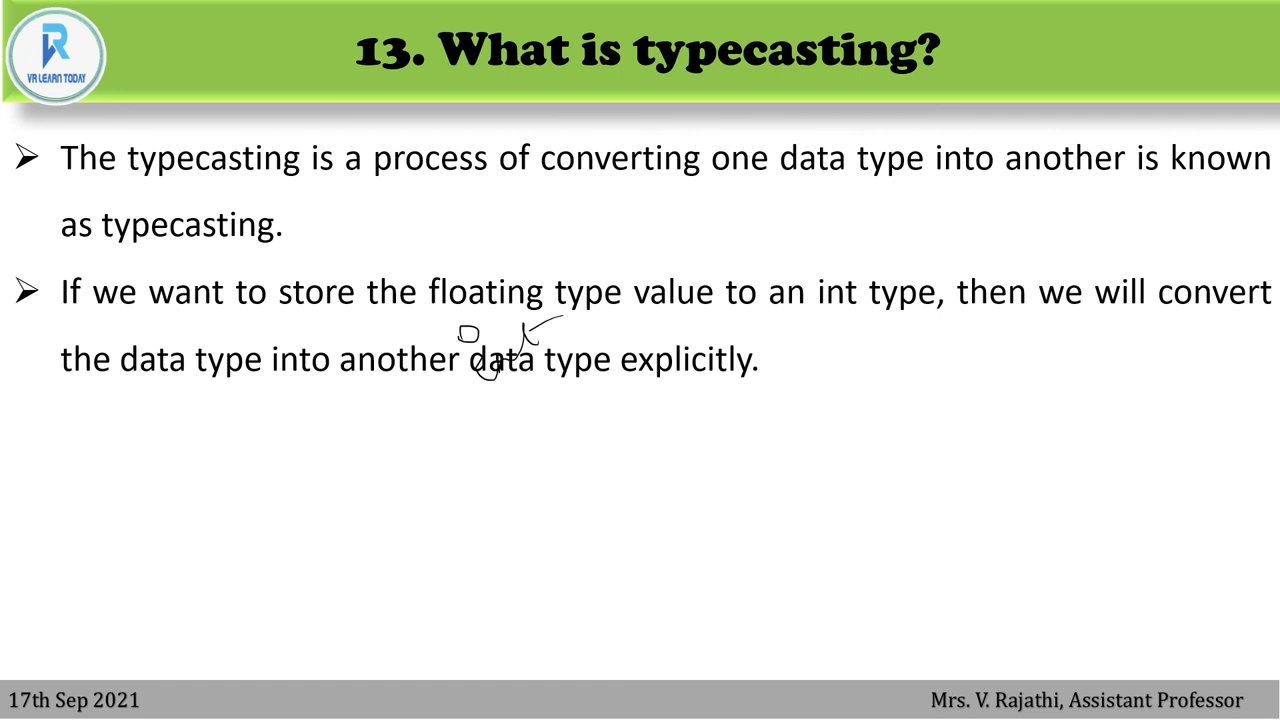 VR LEARN TODAY
13. What is typecasting?
➢ The typecasting is a process of converting one data type into another is known
as typecasting.
➢ If we want to store the floating type value to an int type, then we will convert
the data type into another data type explicitly.
17th Sep 2021
Mrs. V. Rajathi, Assistant Professor